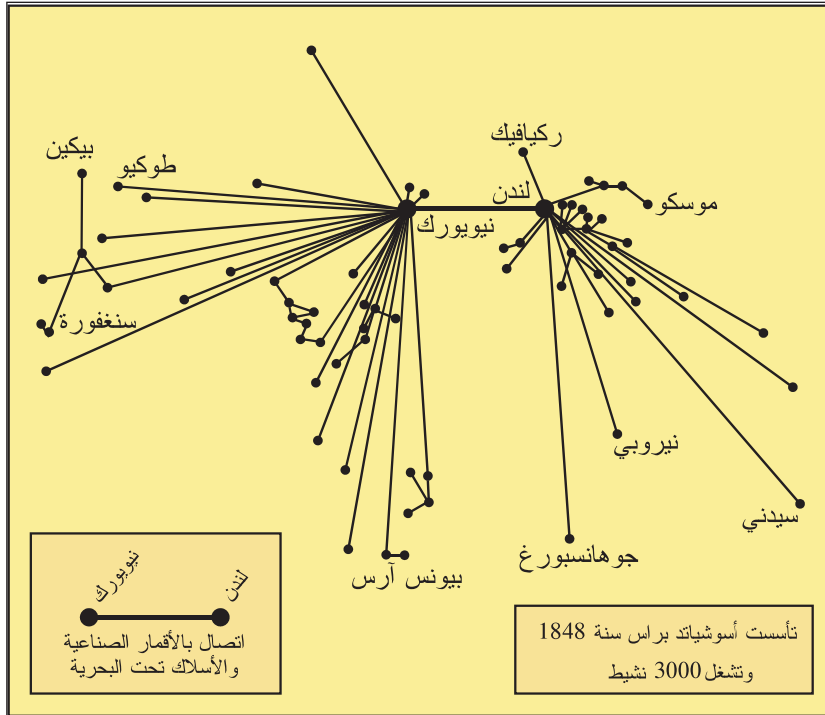 ركيافيك
بيكين
طوكيو
لندن
موسكو
نيويورك
سنغفورة
نيروبي
سيدني
جوهانسبورغ
بيونس آرس
نيويورك
لندن
اتصال بالأقمار الصناعية
والأسلاك تحت البحرية
تأسست أسوشياتد براس سنة 1848
وتشغل 3000 نشيط